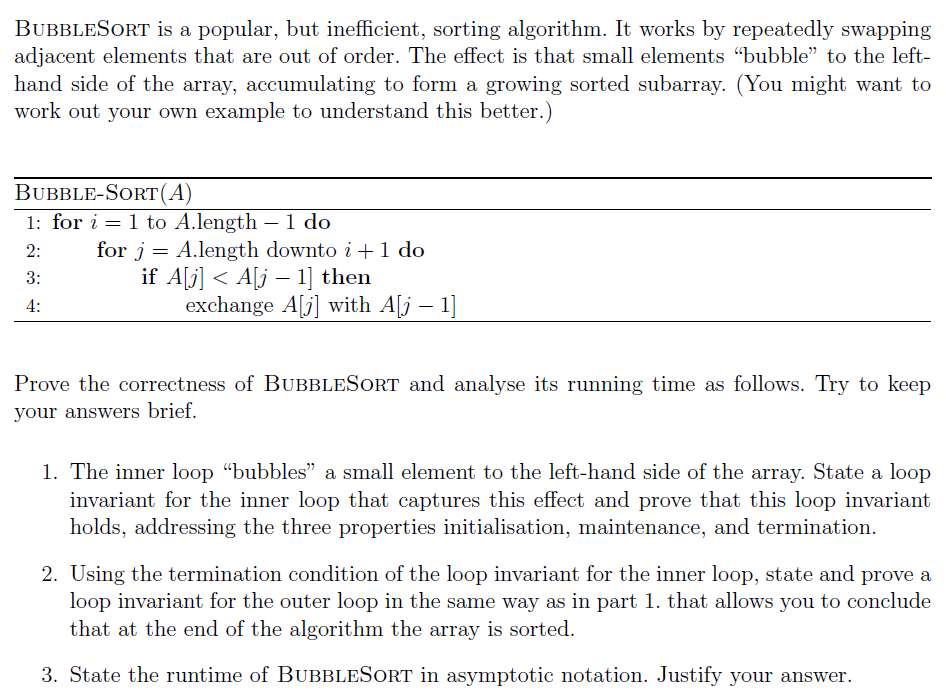 BUBBLESORT is a popular, but inefficient, sorting algorithm. It works by repeatedly swapping
adjacent elements that are out of order. The effect is that small elements “bubble” to the left-
hand side of the array, accumulating to form a growing sorted subarray. (You might want to
work out your own example to understand this better.)
BUBBLE-SORT(A)
1: for i = 1 to A.length − 1 do
2: for j = A.length downto i + 1 do
3: if A[j] < A[j − 1] then
4: exchange A[j] with A[j − 1]
Prove the correctness of BUBBLESORT and analyse its running time as follows. Try to keep
your answers brief.
1. The inner loop “bubbles” a small element to the left-hand side of the array. State a loop
invariant for the inner loop that captures this effect and prove that this loop invariant
holds, addressing the three properties initialisation, maintenance, and termination.
2. Using the termination condition of the loop invariant for the inner loop, state and prove a
loop invariant for the outer loop in the same way as in part 1. that allows you to conclude
that at the end of the algorithm the array is sorted.
3. State the runtime of BUBBLESORT in asymptotic notation. Justify your answer.